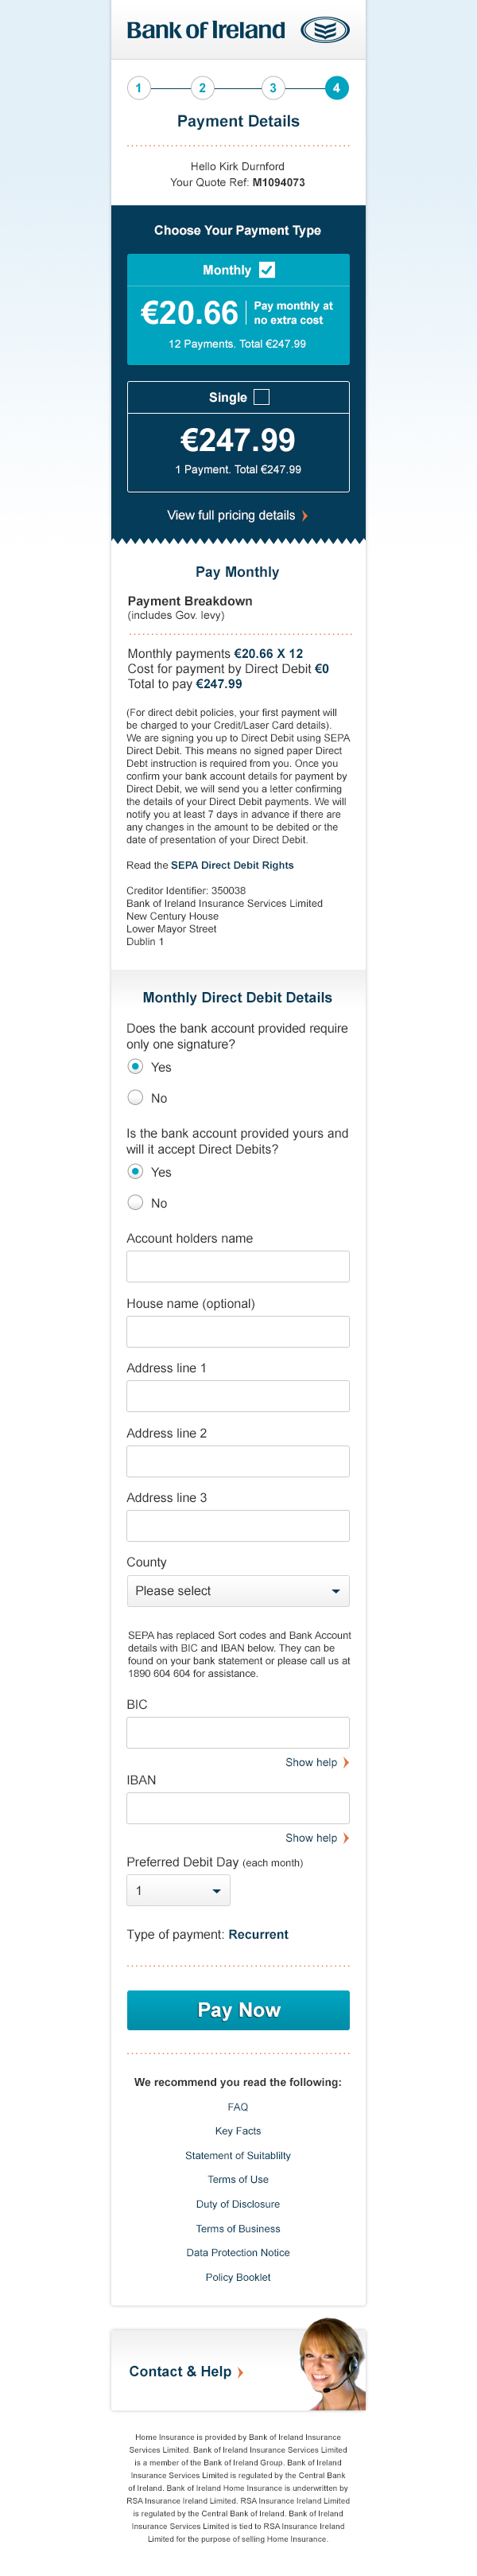 Bank of Ireland
1 2 3 4
Payment Details
Hello Kirk Durnford
Your Quote Ref: M1094073
Choose Your Payment Type
Monthly
€20.66
Pay monthly at
no extra cost
12 Payments. Total €247.99
Single
€247.99
1 Payment. Total €247.99
View full pricing details
Pay Monthly
Payment Breakdown
(includes Gov. levy)
Monthly payments €20.66 X 12
Cost for payment by Direct Debit €0
Total to pay €247.99
(For direct debit policies, your first payment will
be charged to your Credit/Laser Card details).
We are signing you up to Direct Debit using SEPA
Direct Debit. This means no signed paper Direct
Debt instruction is required from you. Once you
confirm your bank account details for payment by
Direct Debit, we will send you a letter confirming
the details of your Direct Debit payments. We will
notify you at least 7 days in advance if there are
any changes in the amount to be debited or the
date of presentation of your Direct Debit.
Read the SEPA Direct Debit Rights
Creditor Identifier: 350038
Bank of Ireland Insurance Services Limited
New Century House
Lower Mayor Street
Dublin 1
Monthly Direct Debit Details
Does the bank account provided require
only one signature?
Yes
No
Is the bank account provided yours and
will it accept Direct Debits?
Yes
No
Account holders name
House name (optional)
Address line 1
Address line 2
Address line 3
County
Please select
SEPA has replaced Sort codes and Bank Account
details with BIC and IBAN below. They can be
found on your bank statement or please call us at
1890 604 604 for assistance.
BIC
Show help
IBAN
Show help
Preferred Debit Day (each month)
1
Type of payment: Recurrent
Pay Now
We recommend you read the following:
FAQ
Key Facts
Statement of Suitablilty
Terms of Use
Duty of Disclosure
Terms of Business
Data Protection Notice
Policy Booklet
Contact & Help
Home Insurance is provided by Bank of Ireland Insurance
Services Limited. Bank of Ireland Insurance Services Limited
is a member of the Bank of Ireland Group. Bank of Ireland
Insurance Services Limited is regulated by the Central Bank
of Ireland. Bank of Ireland Home Insurance is underwritten by
RSA Insurance Ireland Limited. RSA Insurance Ireland Limited
is regulated by the Central Bank of Ireland. Bank of Ireland
Insurance Services Limited is tied to RSA Insurance Ireland
Limited for the purpose of selling Home Insurance.